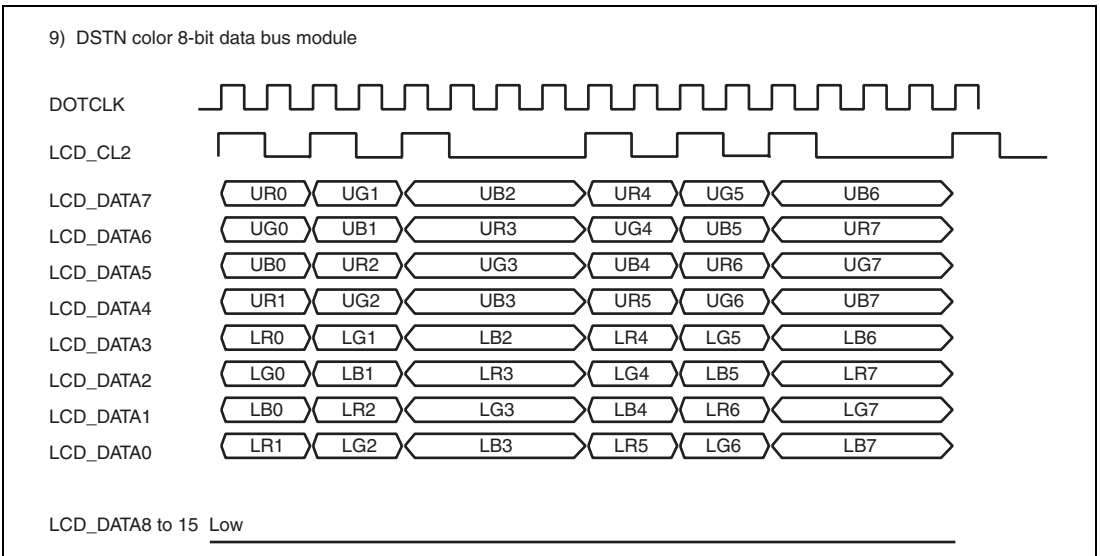 9) DSTN color 8-bit data bus module
DOTCLK
LCD_CL2
LCD_DATA7 UR0 UG1 UB2 UR4 UG5 UB6
LCD_DATA6 UG0 UB1 UR3 UG4 UB5 UR7
LCD_DATA5 UB0 UR2 UG3 UB4 UR6 UG7
LCD_DATA4 UR1 UG2 UB3 UR5 UG6 UB7
LCD_DATA3 LR0 LG1 LB2 LR4 LG5 LB6
LCD_DATA2 LG0 LB1 LR3 LG4 LB5 LR7
LCD_DATA1 LB0 LR2 LG3 LB4 LR6 LG7
LCD_DATA0 LR1 LG2 LB3 LR5 LG6 LB7
LCD_DATA8 to 15 Low